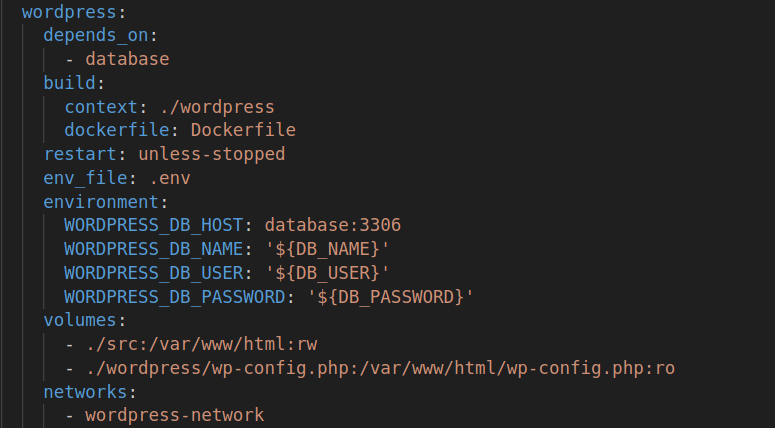 wordpress:
depends_on:
- database
build:
context: ./wordpress
dockerfile: Dockerfile
restart: unless-stopped
env_file: .env
environment:
WORDPRESS_DB_HOST: database:3306
WORDPRESS_DB_NAME: '${DB_NAME}'
WORDPRESS_DB_USER: '${DB_USER}'
WORDPRESS_DB_PASSWORD: '${DB_PASSWORD}'
volumes:
- ./src:/var/www/html:rw
- ./wordpress/wp-config.php:/var/www/html/wp-config.php:ro
networks:
- wordpress-network